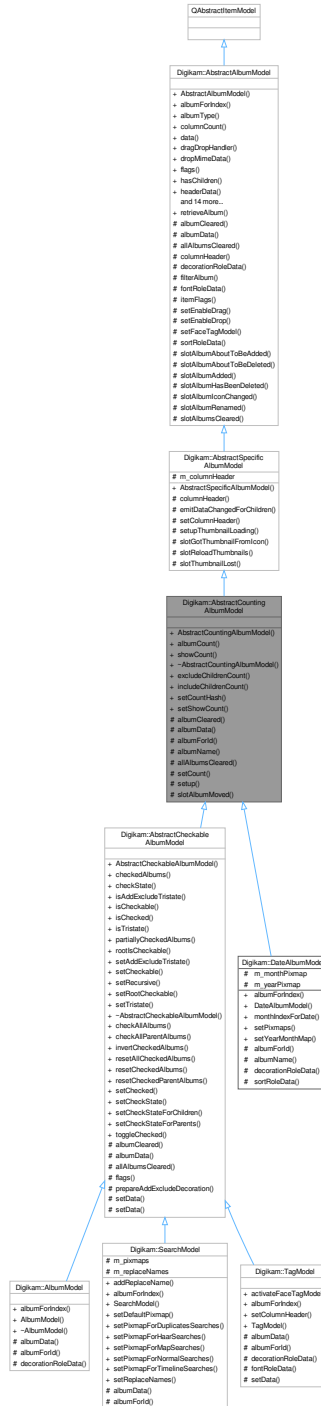 QAbstractItemModel
Digikam::AbstractAlbumModel
+ AbstractAlbumModel()
+ albumForIndex()
+ albumType()
+ columnCount()
+ data()
+ dragDropHandler()
+ dropMimeData()
+ flags()
+ hasChildren()
+ headerData()
and 14 more...
+ retrieveAlbum()
# albumCleared()
# albumData()
# allAlbumsCleared()
# columnHeader()
# decorationRoleData()
# filterAlbum()
# fontRoleData()
# itemFlags()
# setEnableDrag()
# setEnableDrop()
# setFaceTagModel()
# sortRoleData()
# slotAlbumAboutToBeAdded()
# slotAlbumAboutToBeDeleted()
# slotAlbumAdded()
# slotAlbumHasBeenDeleted()
# slotAlbumIconChanged()
# slotAlbumRenamed()
# slotAlbumsCleared()
Digikam::AbstractSpecific
AlbumModel
# m_columnHeader
+ AbstractSpecificAlbumModel()
# columnHeader()
# emitDataChangedForChildren()
# setColumnHeader()
# setupThumbnailLoading()
# slotGotThumbnailFromIcon()
# slotReloadThumbnails()
# slotThumbnailLost()
Digikam::AbstractCounting
AlbumModel
+ AbstractCountingAlbumModel()
+ albumCount()
+ showCount()
+ ~AbstractCountingAlbumModel()
+ excludeChildrenCount()
+ includeChildrenCount()
+ setCountHash()
+ setShowCount()
# albumCleared()
# albumData()
# albumForId()
# albumName()
# allAlbumsCleared()
# setCount()
# setup()
# slotAlbumMoved()
Digikam::AbstractCheckable
AlbumModel
+ AbstractCheckableAlbumModel()
+ checkedAlbums()
+ checkState()
+ isAddExcludeTristate()
+ isCheckable()
+ isChecked()
+ isTristate()
+ partiallyCheckedAlbums()
+ rootIsCheckable()
+ setAddExcludeTristate()
+ setCheckable()
+ setRecursive()
+ setRootCheckable()
+ setTristate()
+ ~AbstractCheckableAlbumModel()
+ checkAllAlbums()
+ checkAllParentAlbums()
+ invertCheckedAlbums()
+ resetAllCheckedAlbums()
+ resetCheckedAlbums()
+ resetCheckedParentAlbums()
+ setChecked()
+ setCheckState()
+ setCheckStateForChildren()
+ setCheckStateForParents()
+ toggleChecked()
# albumCleared()
# albumData()
# allAlbumsCleared()
# flags()
# prepareAddExcludeDecoration()
# setData()
# setData()
Digikam::DateAlbumMode
# m_monthPixmap
# m_yearPixmap
+ albumForIndex()
+ DateAlbumModel()
+ monthIndexForDate()
+ setPixmaps()
+ setYearMonthMap()
# albumForId()
# albumName()
# decorationRoleData()
# sortRoleData()
Digikam::AlbumModel
+ albumForIndex()
+ AlbumModel()
+ ~AlbumModel()
# albumData()
# albumForId()
# decorationRoleData()
Digikam::SearchModel
# m_pixmaps
# m_replaceNames
+ addReplaceName()
+ albumForIndex()
+ SearchModel()
+ setDefaultPixmap()
+ setPixmapForDuplicatesSearches()
+ setPixmapForHaarSearches()
+ setPixmapForMapSearches()
+ setPixmapForNormalSearches()
+ setPixmapForTimelineSearches()
+ setReplaceNames()
# albumData()
# albumForId()
Digikam::TagModel
+ activateFaceTagModel
+ albumForIndex()
+ setColumnHeader()
+ TagModel()
# albumData()
# albumForId()
# decorationRoleData()
# fontRoleData()
# setData()